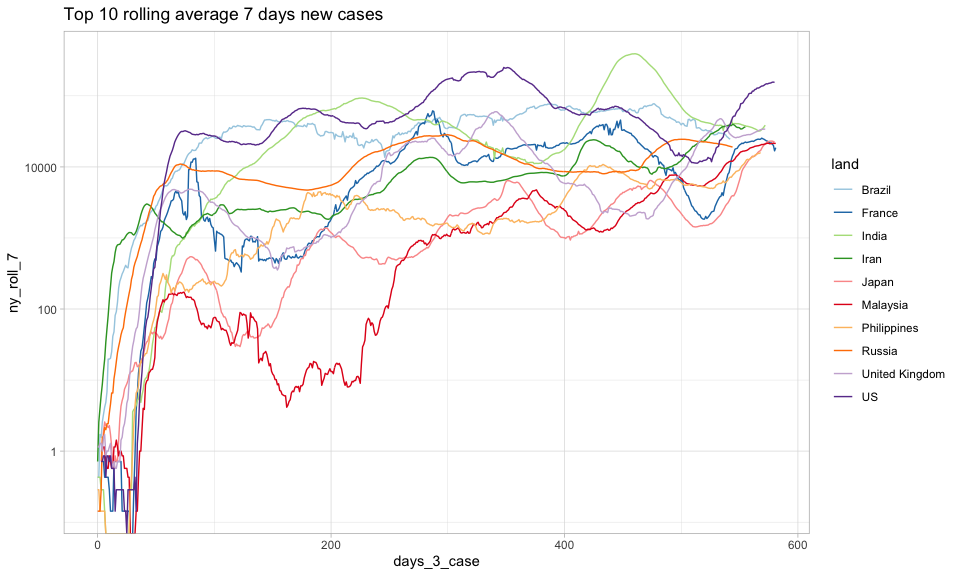 Top 10 rolling average 7 days new cases
ny_roll_7
10000
100
1
0
200
400
600
days_3_case
land
Brazil
France
India
Iran
Japan
Malaysia
Philippines
Russia
United Kingdom
US